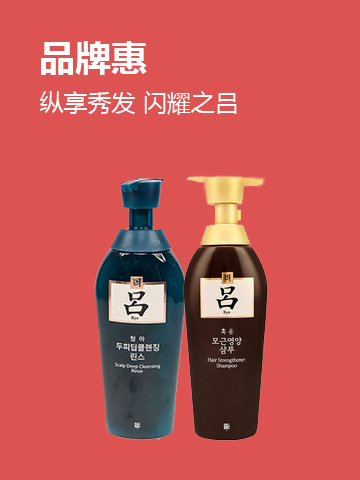 品牌惠
纵享秀发 闪耀之吕
려
呂
Ryo
청아
두피딥클렌징
린스
Scalp Deep Cleansing
Rinse
려
呂
Ryo
흑운
모근영양
샴푸
Hair Strengthener
Shampoo